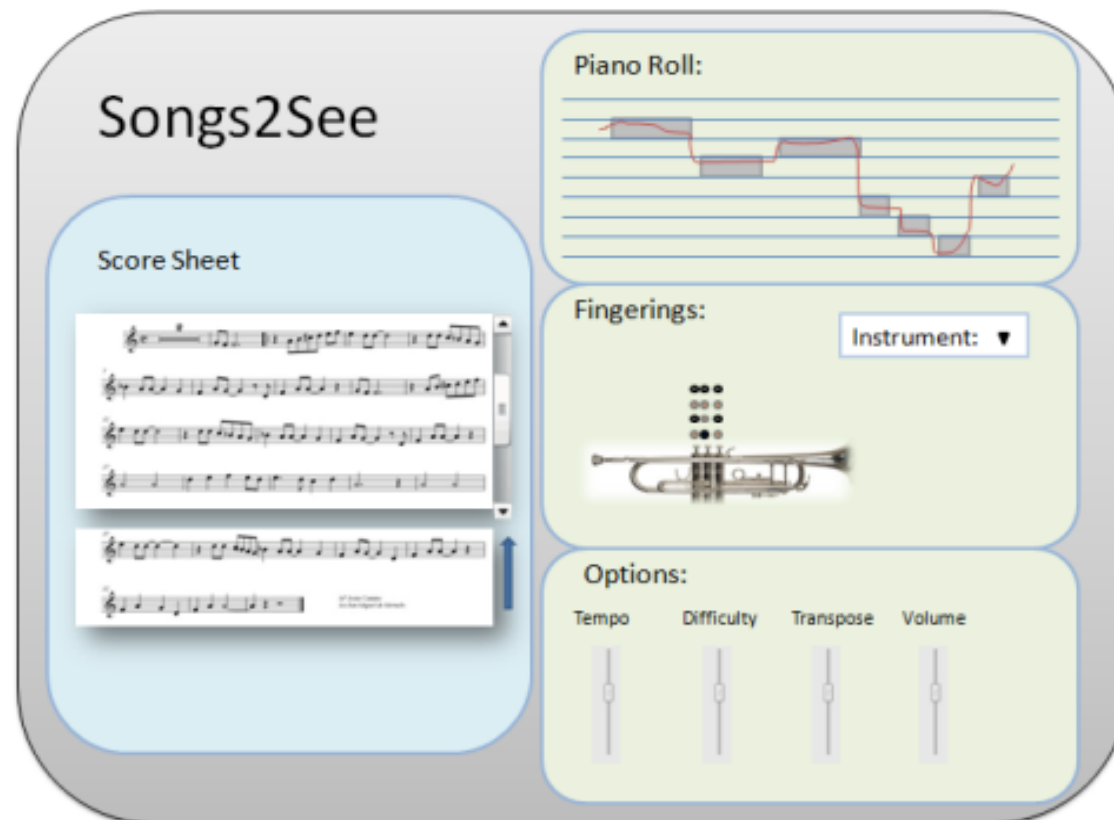 Songs2See
Score Sheet
Piano Roll:
Fingerings:
Instrument: ▼
Options:
Tempo Difficulty Transpose Volume